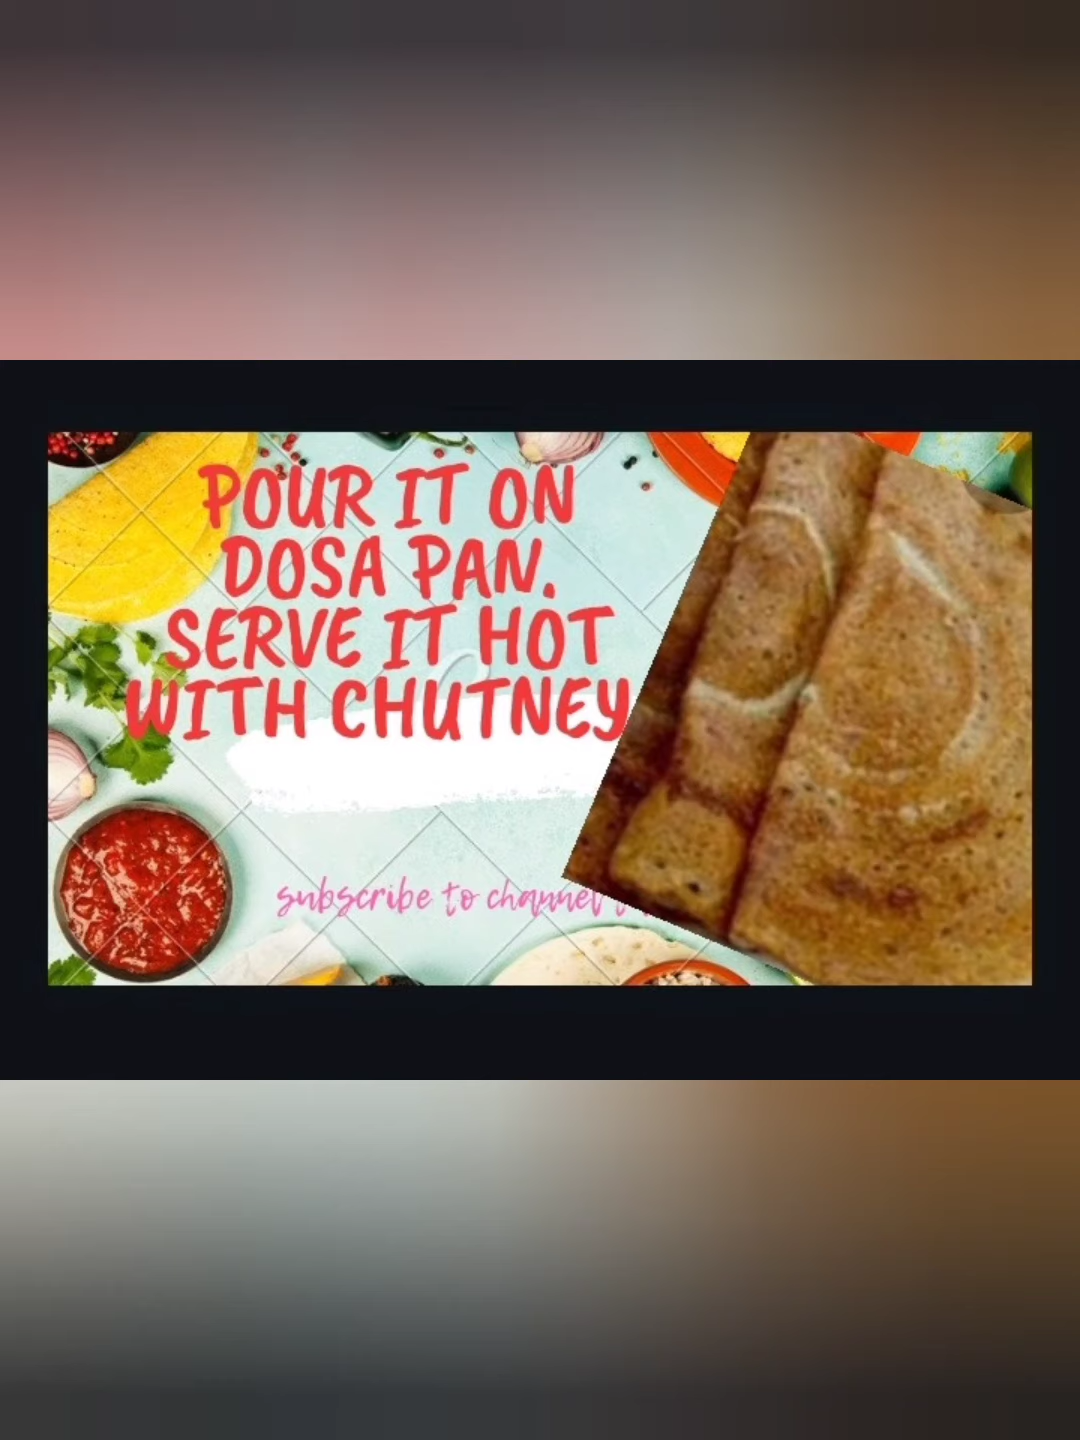 POUR IT ON
DOSA PAN.
SERVE IT HOT
WITH CHUTNEY
subscribe to channel